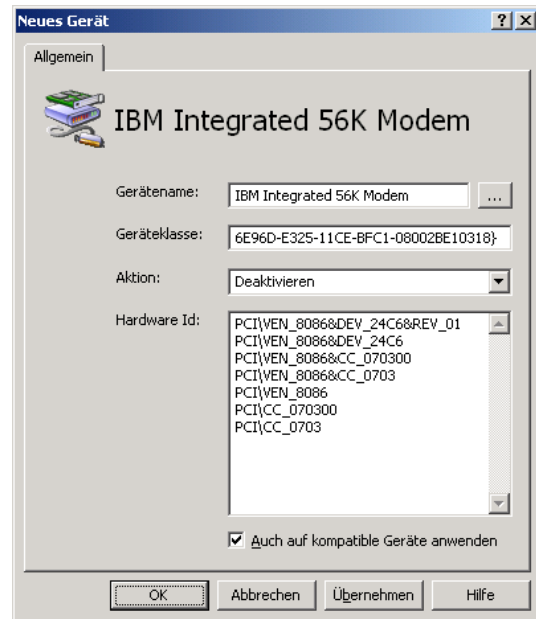 Neues Gerät
Allgemein
IBM Integrated 56K Modem
Gerätename: IBM Integrated 56K Modem ...
Geräteklasse: 6E96D-E325-11CE-BFC1-08002BE10318}
Aktion: Deaktivieren
Hardware Id: PCI\VEN_8086&DEV_24C6&REV_01
PCI\VEN_8086&DEV_24C6
PCI\VEN_8086&CC_070300
PCI\VEN_8086&CC_0703
PCI\VEN_8086
PCI\CC_070300
PCI\CC_0703
Auch auf kompatible Geräte anwenden
OK Abbrechen Übernehmen Hilfe